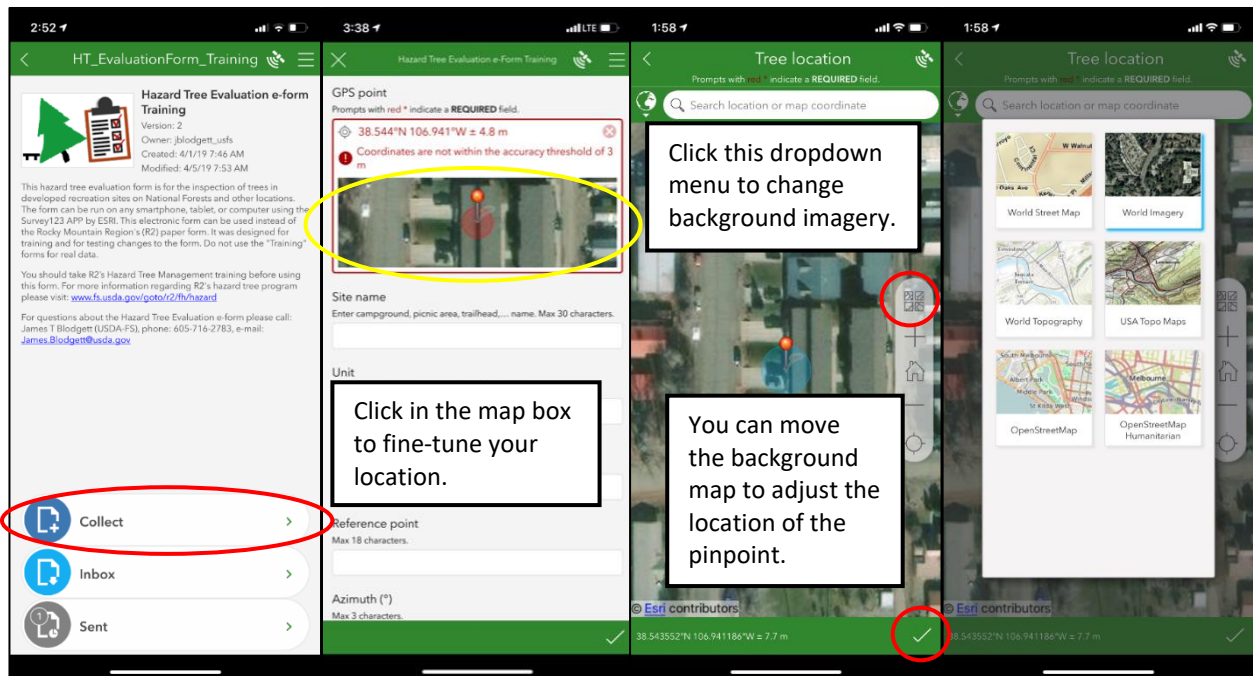 2:52
HT_EvaluationForm_Training
Hazard Tree Evaluation e-form
Training
Version: 2
Owner: jblodgett_usfs
Created: 4/1/19 7:46 AM
Modified: 4/5/19 7:53 AM
This hazard tree evaluation form is for the inspection of trees in
developed recreation sites on National Forests and other locations.
The form can be run on any smartphone, tablet, or computer using the
Survey123 APP by ESRI. This electronic form can be used instead of
the Rocky Mountain Region's (R2) paper form. It was designed for
training and for testing changes to the form. Do not use the "Training"
forms for real data.
You should take R2's Hazard Tree Management training before using
this form. For more information regarding R2's hazard tree program
please visit: www.fs.usda.gov/goto/r2/fh/hazard
For questions about the Hazard Tree Evaluation e-form please call:
James T Blodgett (USDA-FS), phone: 605-716-2783, e-mail:
James.Blodgett@usda.gov
Collect
Inbox
1
Sent
3:38
LTE
Hazard Tree Evaluation e-Form Training
GPS point
Prompts with red * indicate a REQUIRED field.
38.544°N 106.941°W ± 4.8 m
Coordinates are not within the accuracy threshold of 3
m
Site name
Enter campground, picnic area, trailhead,... name. Max 30 characters.
Unit
Click in the map box
to fine-tune your
location.
Reference point
Max 18 characters.
Azimuth (°)
Max 3 characters.
1:58
Tree location
Prompts with red * indicate a REQUIRED field.
Search location or map coordinate
Click this dropdown
menu to change
background imagery.
You can move
the background
map to adjust the
location of the
pinpoint.
© Esri contributors
38.543552°N 106.941186°W ± 7.7 m
1:58
Tree location
Prompts with red * indicate a REQUIRED field.
Search location or map coordinate
W Walnut
Oaks Ave
World Street Map
World Imagery
World Topography
USA Topo Maps
South Melbourne
Albert Park
Middle Park
St Kilda West
Windsor
OpenStreetMap
Melbourne
OpenStreetMap
Humanitarian
© Esri contributors
38.543552°N 106.941186°W ± 7.7 m